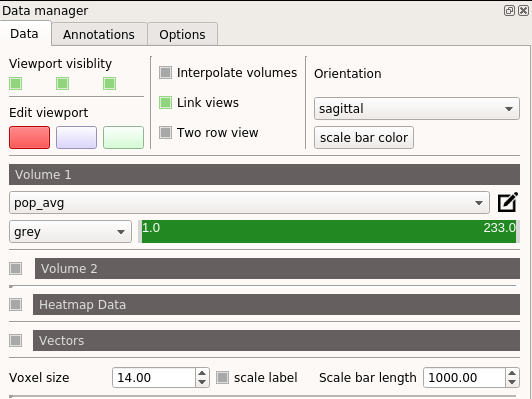 Data manager
Data Annotations Options
Viewport visiblity
Interpolate volumes
Link views
Two row view
Orientation
sagittal
scale bar color
Edit viewport
Volume 1
pop_avg
grey 1.0 233.0
Volume 2
Heatmap Data
Vectors
Voxel size 14.00 scale label Scale bar length 1000.00